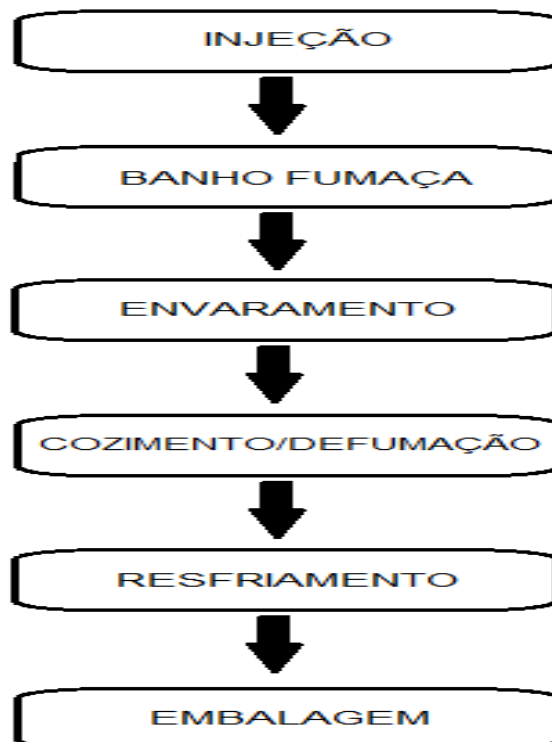 INJEÇÃO
BANHO FUMAÇA
ENVARAMENTO
COZIMENTO/DEFUMAÇÃO
RESFRIAMENTO
EMBALAGEM